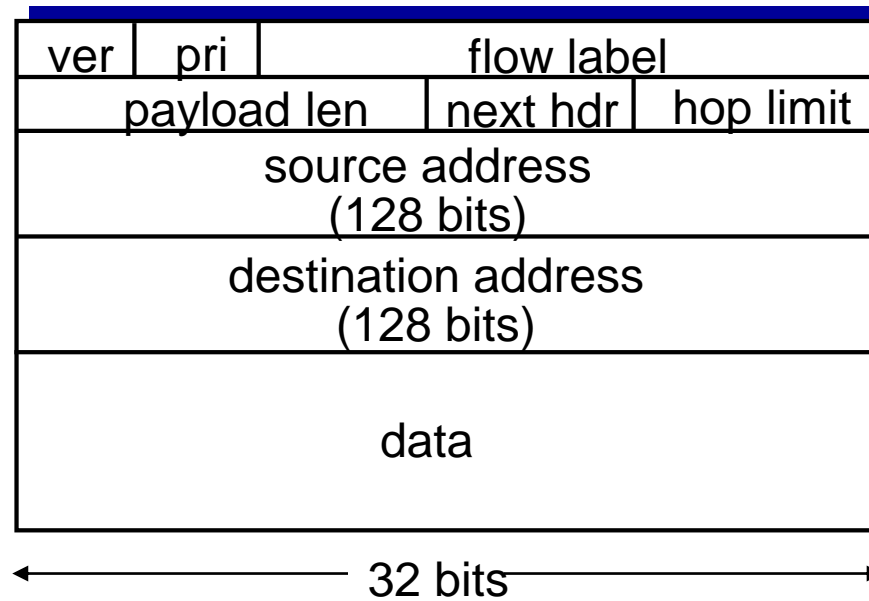 ver pri flow label
payload len next hdr hop limit
source address
(128 bits)
destination address
(128 bits)
data
32 bits